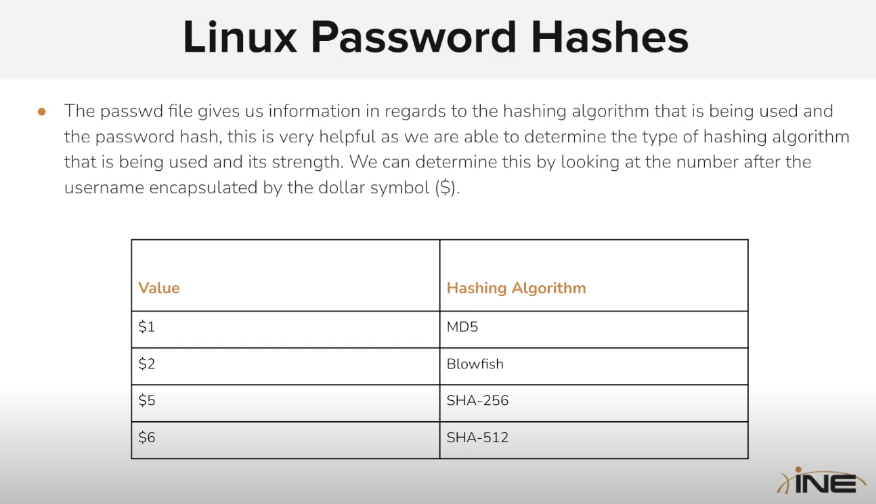 Linux Password Hashes
● The passwd file gives us information in regards to the hashing algorithm that is being used and
the password hash, this is very helpful as we are able to determine the type of hashing algorithm
that is being used and its strength. We can determine this by looking at the number after the
username encapsulated by the dollar symbol ($).
Value Hashing Algorithm
$1 MD5
$2 Blowfish
$5 SHA-256
$6 SHA-512
INE